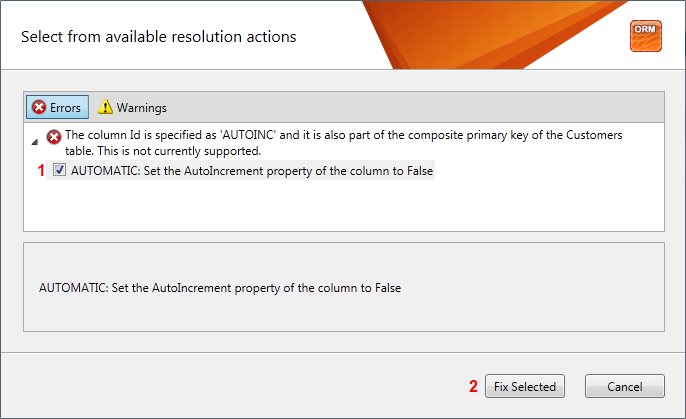 Select from available resolution actions
ORM
Errors Warnings
The column Id is specified as 'AUTOINC' and it is also part of the composite primary key of the Customers
table. This is not currently supported.
1 AUTOMATIC: Set the AutoIncrement property of the column to False
AUTOMATIC: Set the AutoIncrement property of the column to False
2 Fix Selected Cancel